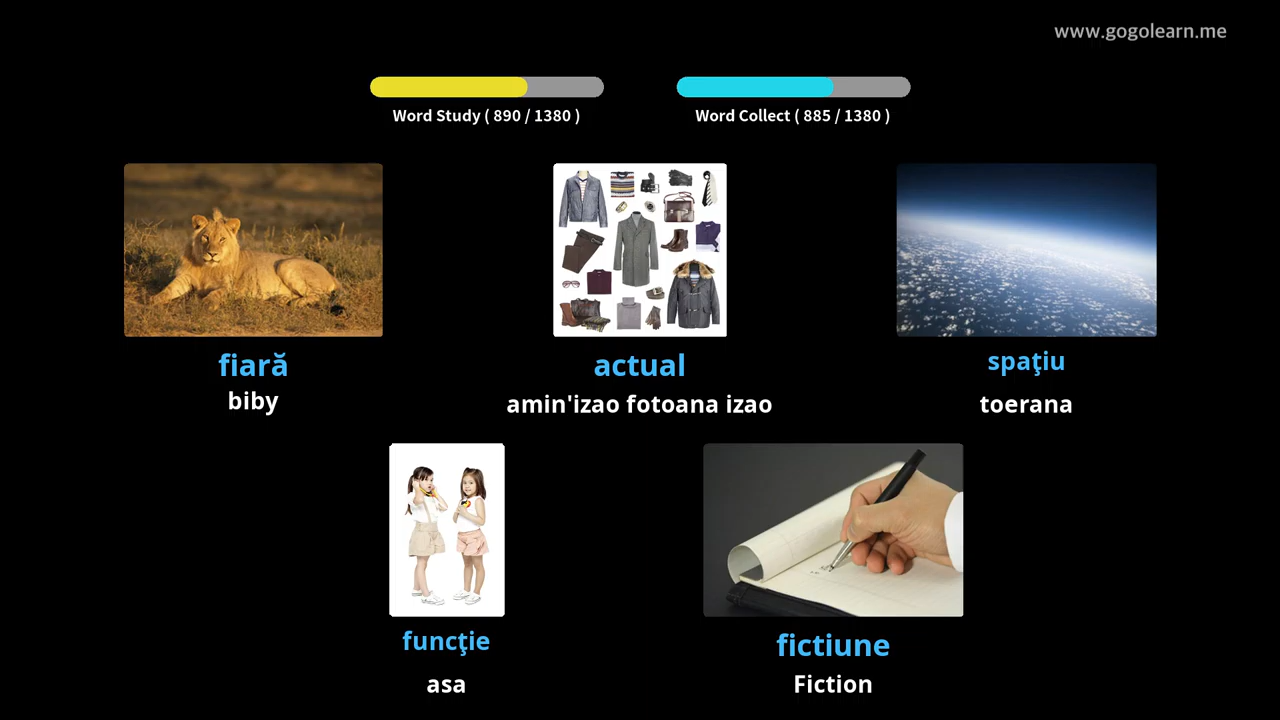 www.gogolearn.me
Word Study ( 890 / 1380 )
Word Collect ( 885 / 1380 )
fiară
biby
actual
amin'izao fotoana izao
spaţiu
toerana
funcţie
asa
fictiune
Fiction